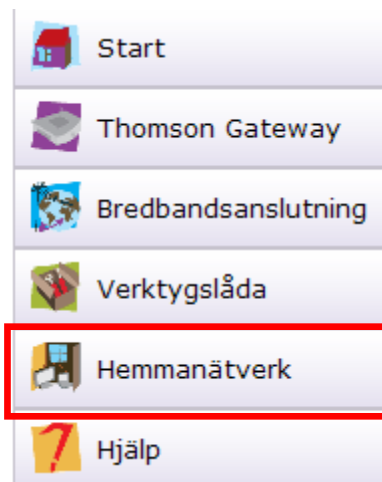 Start
Thomson Gateway
Bredbandsanslutning
Verktygslåda
Hemmanätverk
Hjälp